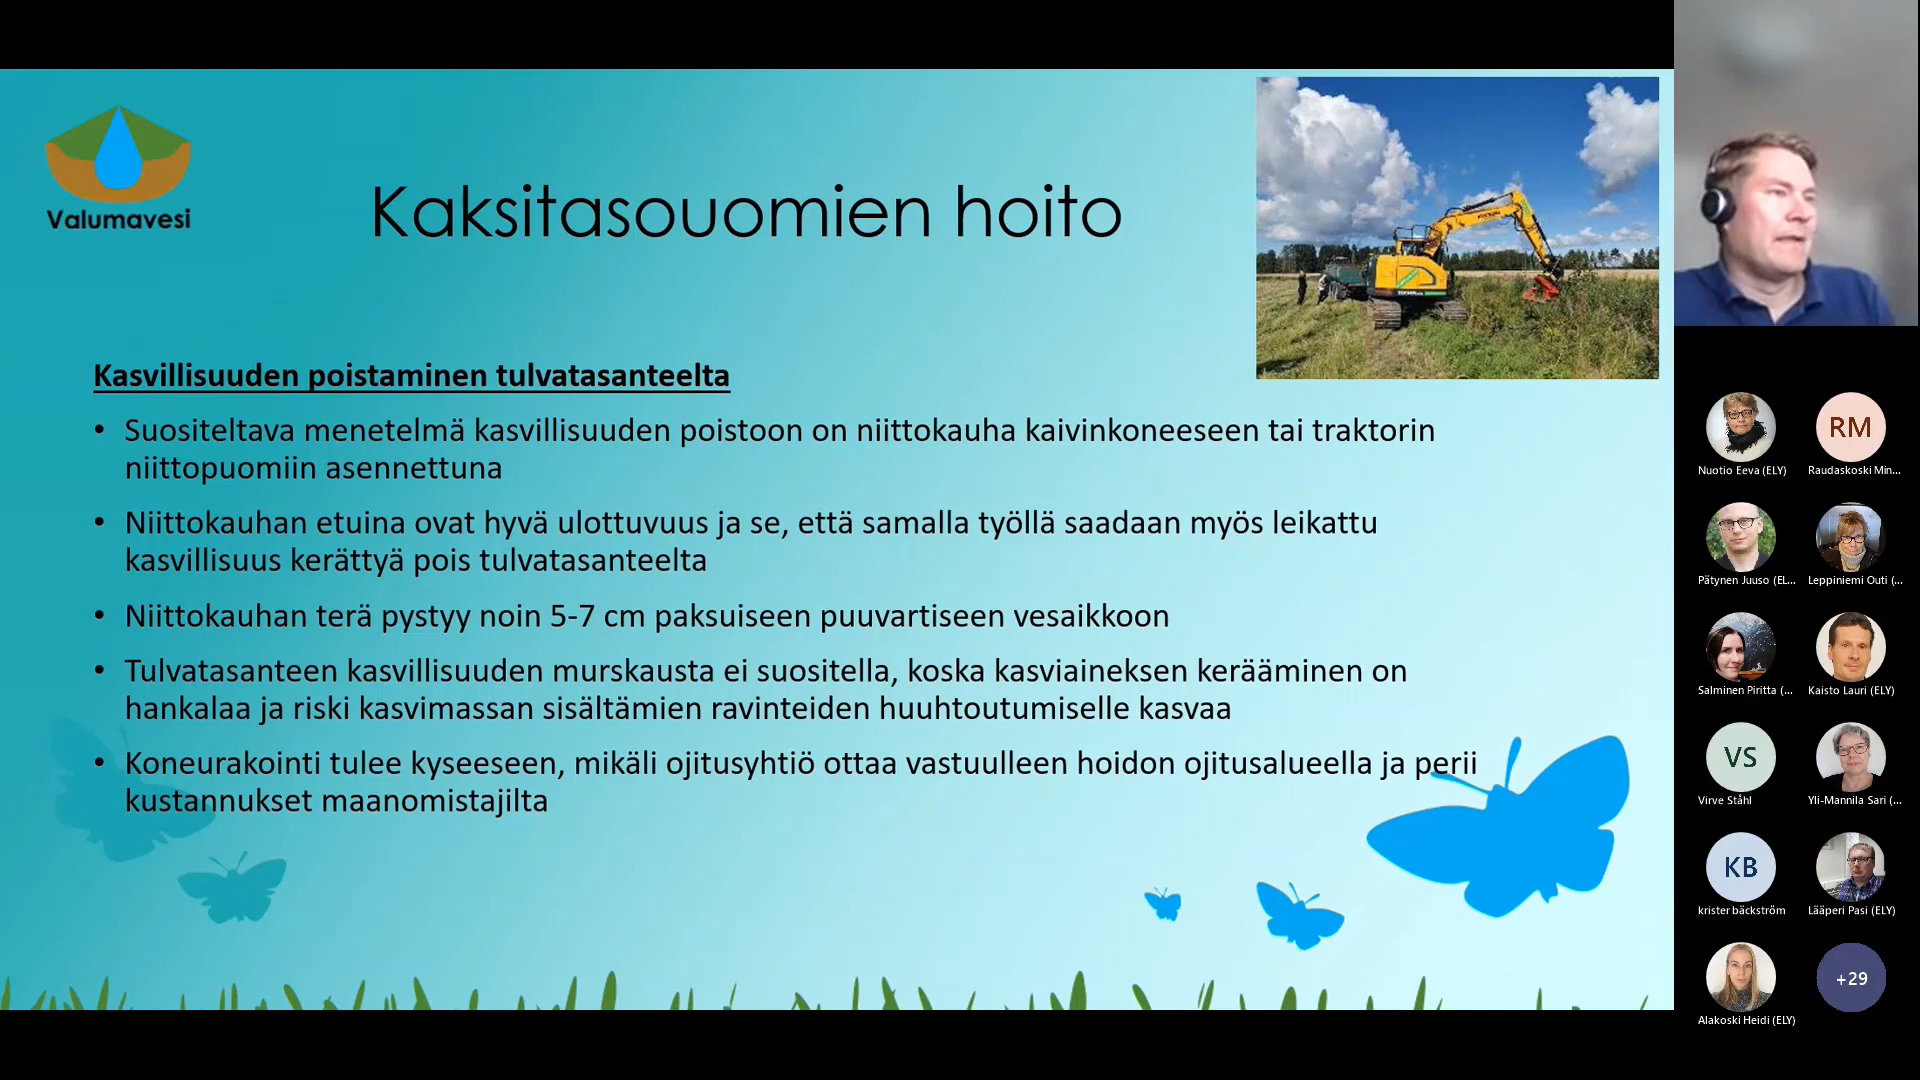 Valumavesi
Kaksitasouomien hoito
Kasvillisuuden poistaminen tulvatasanteelta
• Suositeltava menetelmä kasvillisuuden poistoon on niittokauha kaivinkoneeseen tai traktorin
niittopuomiin asennettuna
• Niittokauhan etuina ovat hyvä ulottuvuus ja se, että samalla työllä saadaan myös leikattu
kasvillisuus kerättyä pois tulvatasanteelta
• Niittokauhan terä pystyy noin 5-7 cm paksuiseen puuvartiseen vesaikkoon
• Tulvatasanteen kasvillisuuden murskausta ei suositella, koska kasviaineksen kerääminen on
hankalaa ja riski kasvimassan sisältämien ravinteiden huuhtoutumiselle kasvaa
• Koneurakointi tulee kyseeseen, mikäli ojitusyhtiö ottaa vastuulleen hoidon ojitusalueella ja perii
kustannukset maanomistajilta
RM
Nuotio Eeva (ELY)
Raudaskoski Min...
Pätynen Juuso (EL...
Leppiniemi Outi (...
Salminen Piritta (...
Kaisto Lauri (ELY)
VS
Virve Ståhl
Yli-Mannila Sari (...
KB
krister bäckström
Lääperi Pasi (ELY)
+29
Alakoski Heidi (ELY)